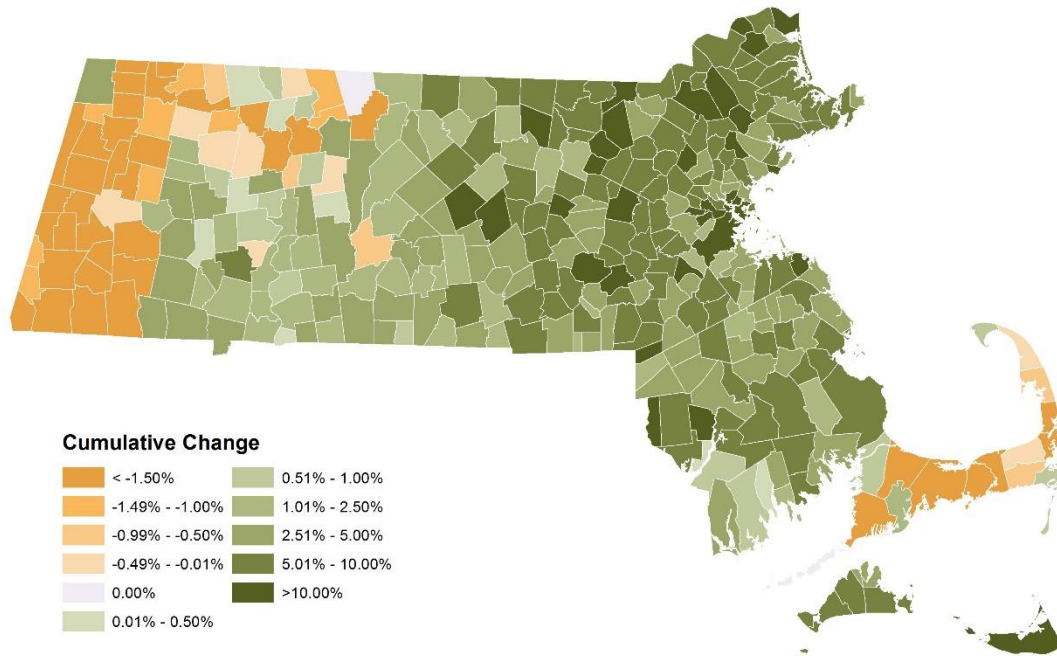 Cumulative Change
< -1.50%
-1.49% - -1.00%
-0.99% - -0.50%
-0.49% - -0.01%
0.00%
0.01% - 0.50%
0.51% - 1.00%
1.01% - 2.50%
2.51% - 5.00%
5.01% - 10.00%
>10.00%